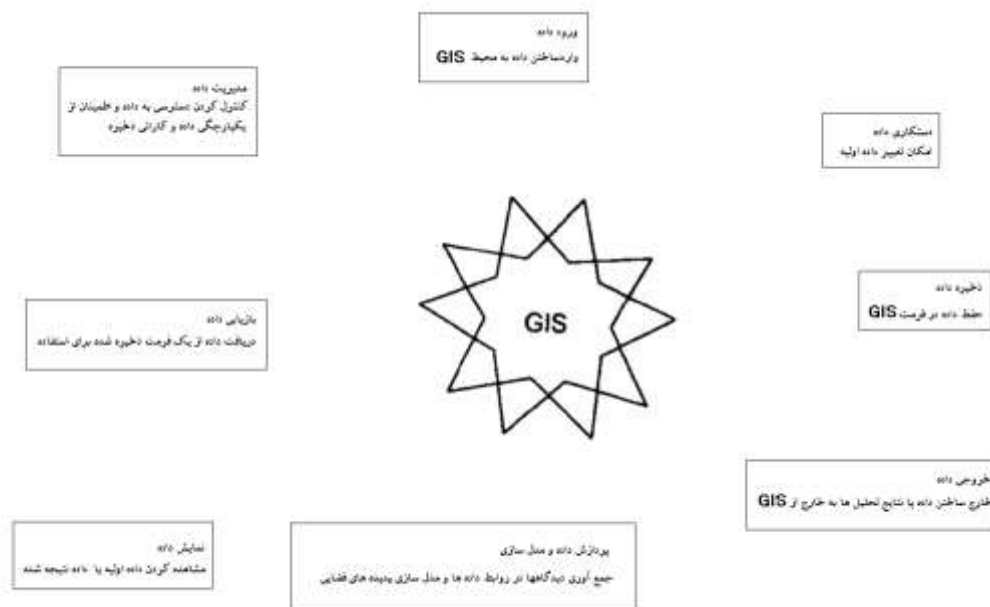 ورود داده
واردساختن داده به محیط GIS
مدیریت داده
کنترل کردن دسترسی به داده و طمینان از
یکپارچگی داده و کارائی ذخیره
دستکاری داده
امکان تغییر داده اولیه
ذخیره داده
حفظ داده در فرمت GIS
GIS
بازیابی داده
دریافت داده از یک فرمت ذخیره شده برای استفاده
خروجی داده
خارج ساختن داده یا نتایج تحلیل ها به خارج از GIS
پردازش داده و مدل سازی
جمع آوری دیدگاهها در روابط داده ها و مدل سازی پدیده های فضایی
نمایش داده
مشاهده کردن داده اولیه یا داده نتیجه شده